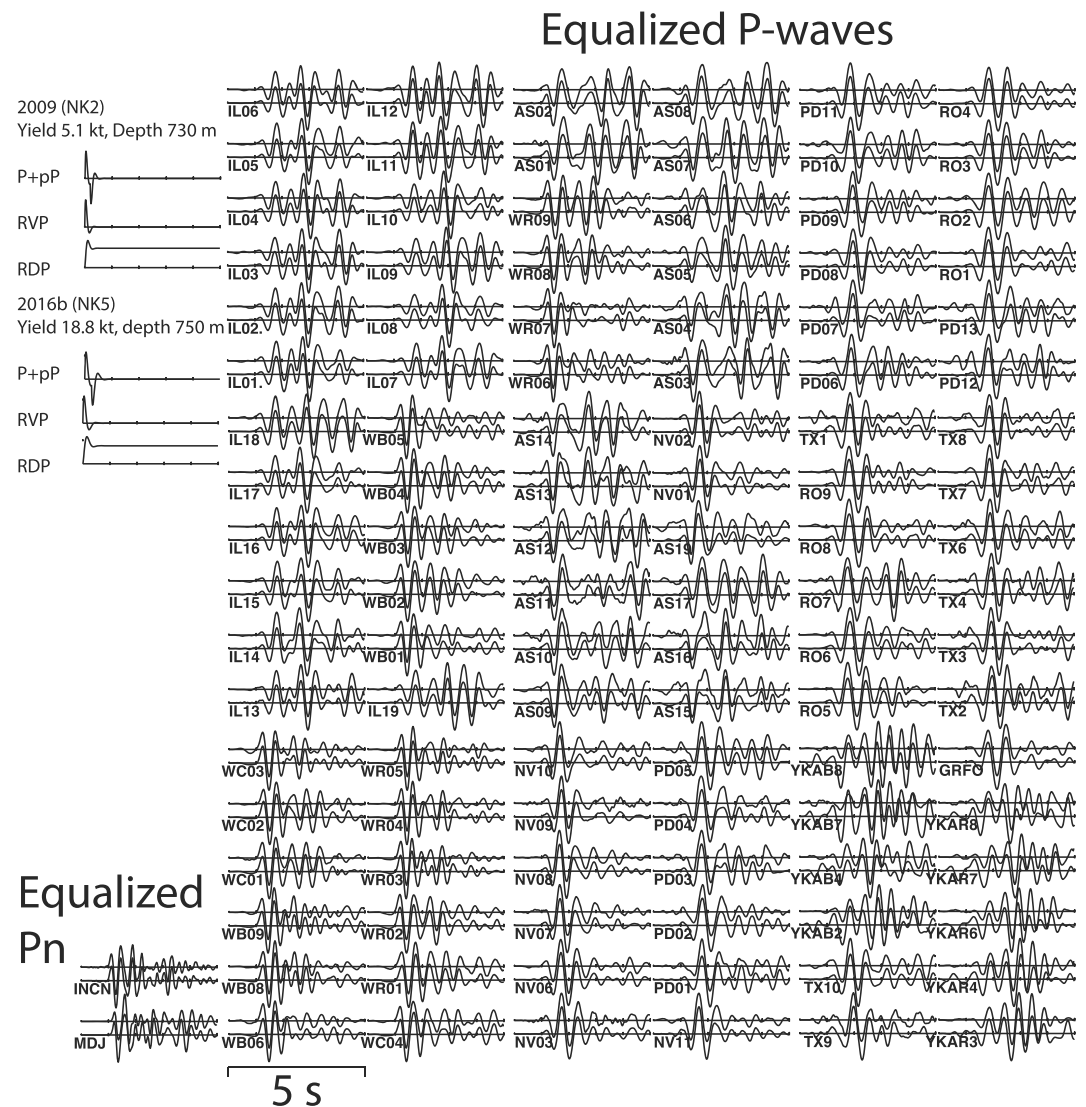 Equalized P-waves
2009 (NK2)
Yield 5.1 kt, Depth 730 m
P+pP
RVP
RDP
2016b (NK5)
Yield 18.8 kt, depth 750 m
P+pP
RVP
RDP
IL06 IL12 AS02 AS08 PD11 RO4
IL05 IL11 AS01 AS07 PD10 RO3
IL04 IL10 WR09 AS06 PD09 RO2
IL03 IL09 WR08 AS05 PD08 RO1
IL02. IL08 WR07 AS04 PD07 PD13
IL01. IL07 WR06 AS03 PD06 PD12
IL18 WB05 AS14 NV02 TX1 TX8
IL17 WB04 AS13 NV01 RO9 TX7
IL16 WB03 AS12 AS19 RO8 TX6
IL15 WB02 AS11 AS17 RO7 TX4
IL14 WB01 AS10 AS16 RO6 TX3
IL13 IL19 AS09 AS15 RO5 TX2
WC03 WR05 NV10 PD05 YKAB8 GRFO
WC02 WR04 NV09 PD04 YKAB7 YKAR8
WC01 WR03 NV08 PD03 YKAB4 YKAR7
WB09 WR02 NV07 PD02 YKAB2 YKAR6
Equalized
Pn
INCN WB08 WR01 NV06 PD01 TX10 YKAR4
MDJ WB06 WC04 NV03 NV11 TX9 YKAR3
5 s